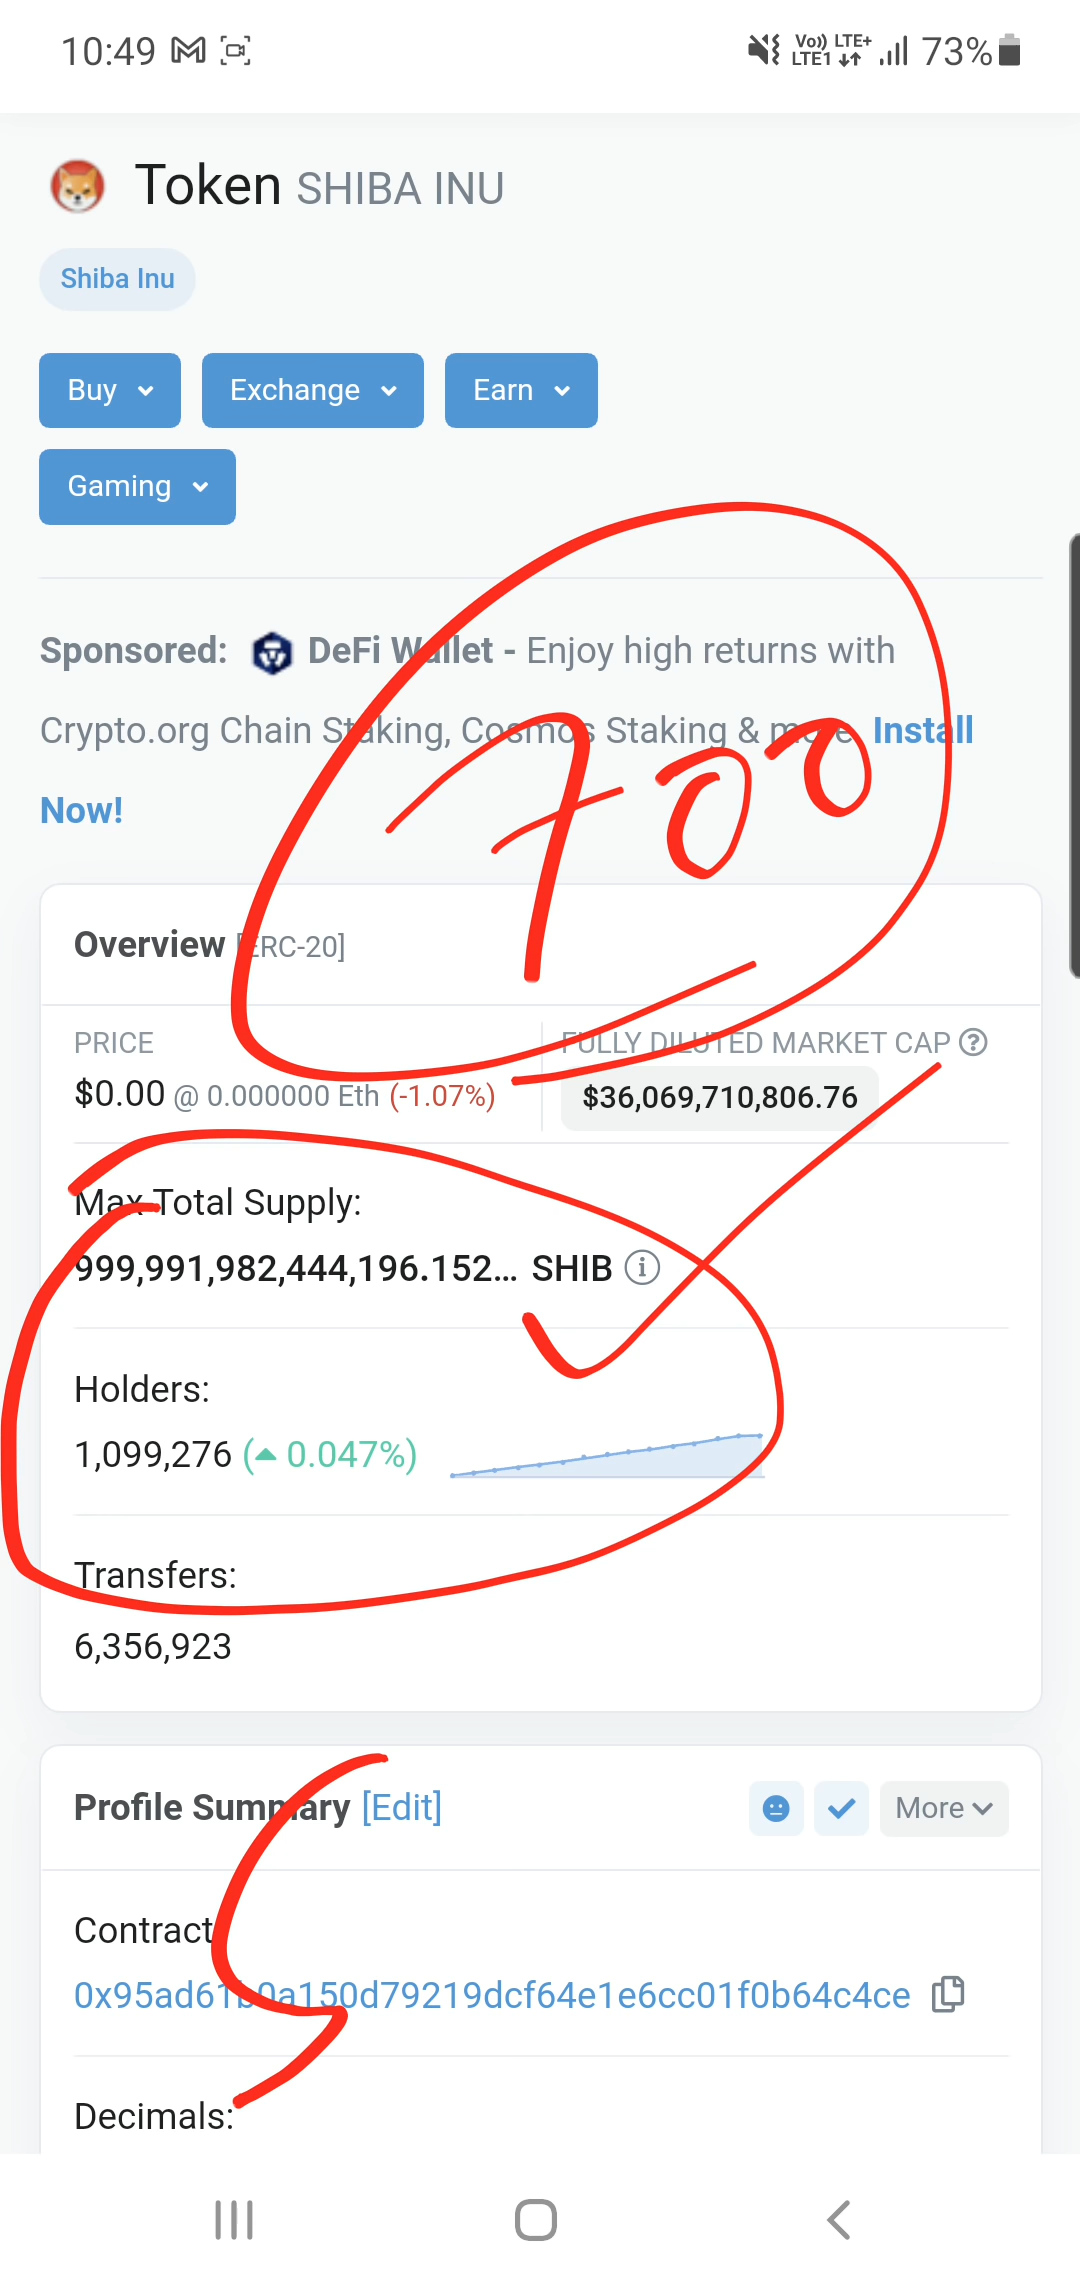 10:49 Vo)) LTE+ LTE1 73%
Token SHIBA INU
Shiba Inu
Buy Exchange Earn
Gaming
Sponsored: DeFi Wallet - Enjoy high returns with
Crypto.org Chain Staking, Cosmos Staking & more. Install
Now!
700
Overview [ERC-20]
PRICE
$0.00 @ 0.000000 Eth (-1.07%)
FULLY DILUTED MARKET CAP
$36,069,710,806.76
Max Total Supply:
999,991,982,444,196.152... SHIB
Holders:
1,099,276 (0.047%)
Transfers:
6,356,923
Profile Summary [Edit] More
Contract
0x95ad61b0a150d79219dcf64e1e6cc01f0b64c4ce
Decimals: